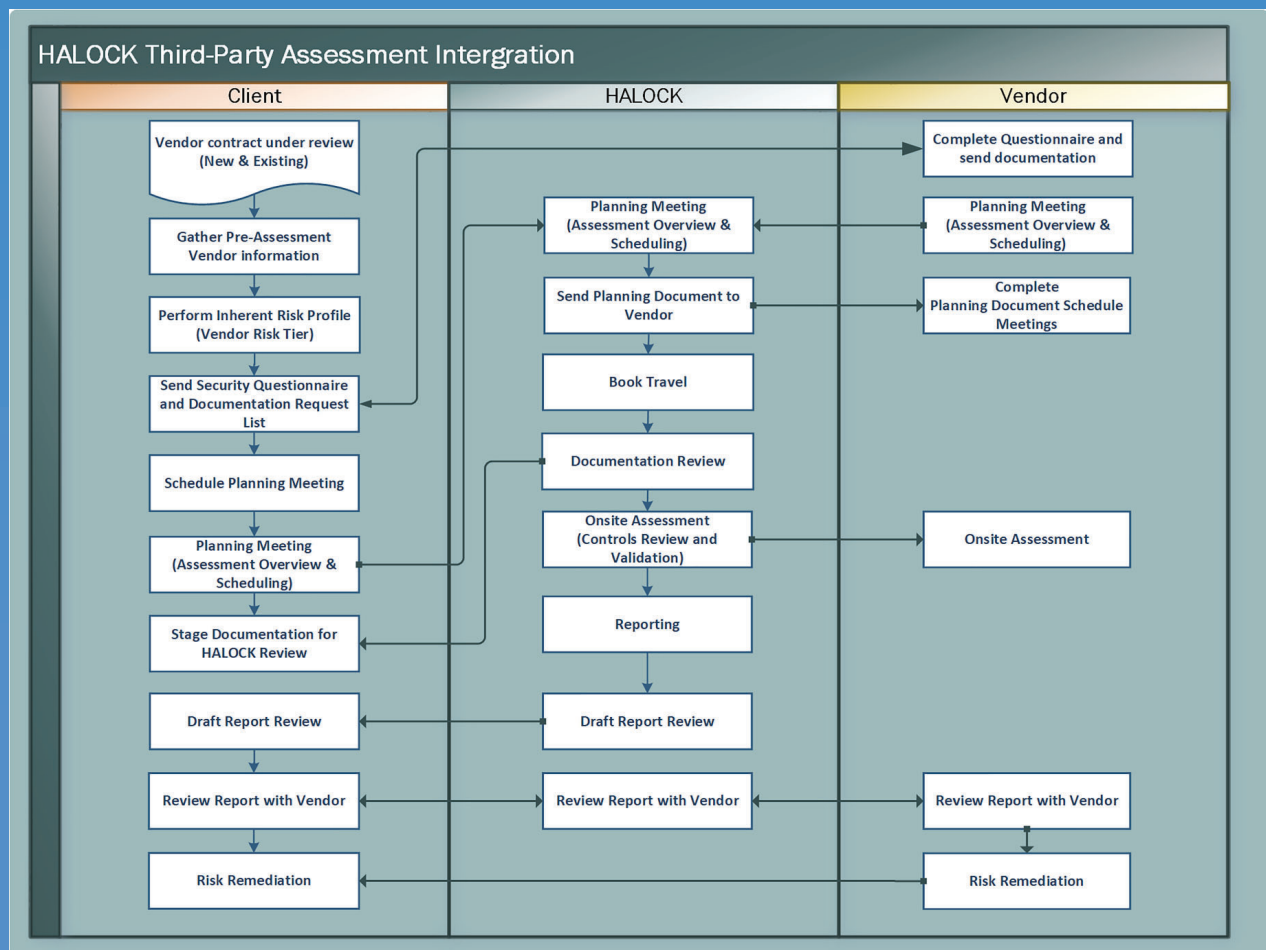 HALOCK Third-Party Assessment Intergration
Client
HALOCK
Vendor
Vendor contract under review
(New & Existing)
Gather Pre-Assessment
Vendor information
Perform Inherent Risk Profile
(Vendor Risk Tier)
Send Security Questionnaire
and Documentation Request
List
Schedule Planning Meeting
Planning Meeting
(Assessment Overview &
Scheduling)
Stage Documentation for
HALOCK Review
Draft Report Review
Review Report with Vendor
Risk Remediation
Planning Meeting
(Assessment Overview &
Scheduling)
Send Planning Document to
Vendor
Book Travel
Documentation Review
Onsite Assessment
(Controls Review and
Validation)
Reporting
Draft Report Review
Review Report with Vendor
Complete Questionnaire and
send documentation
Planning Meeting
(Assessment Overview &
Scheduling)
Complete
Planning Document Schedule
Meetings
Onsite Assessment
Review Report with Vendor
Risk Remediation